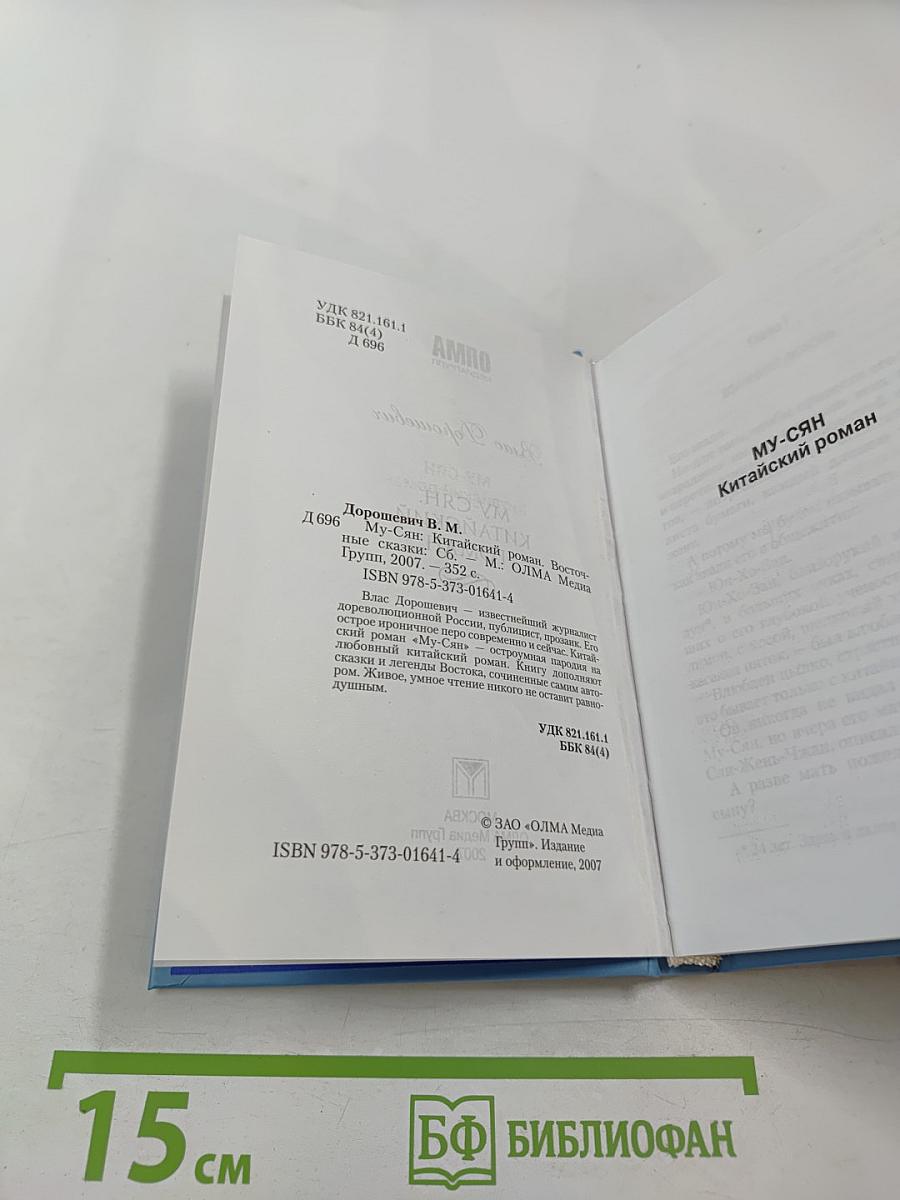 УДК 821.161.1
ББК 84(4)
Д 696
Дорошевич В. М.
Д 696 Му-Сян: Китайский роман. Восточ-
ные сказки: Сб. — М.: ОЛМА Медиа
Групп, 2007. — 352 с.
ISBN 978-5-373-01641-4
Влас Дорошевич — известнейший журналист
дореволюционной России, публицист, прозаик. Его
острое ироничное перо современно и сейчас. Китай-
ский роман «Му-Сян» — остроумная пародия на
любовный китайский роман. Книгу дополняют
сказки и легенды Востока, сочиненные самим авто-
ром. Живое, умное чтение никого не оставит равно-
душным.
УДК 821.161.1
ББК 84(4)
© ЗАО «ОЛМА Медиа
Групп». Издание
и оформление, 2007
ISBN 978-5-373-01641-4
МУ-СЯН
Китайский роман
15 см
БФ БИБЛИОФАН